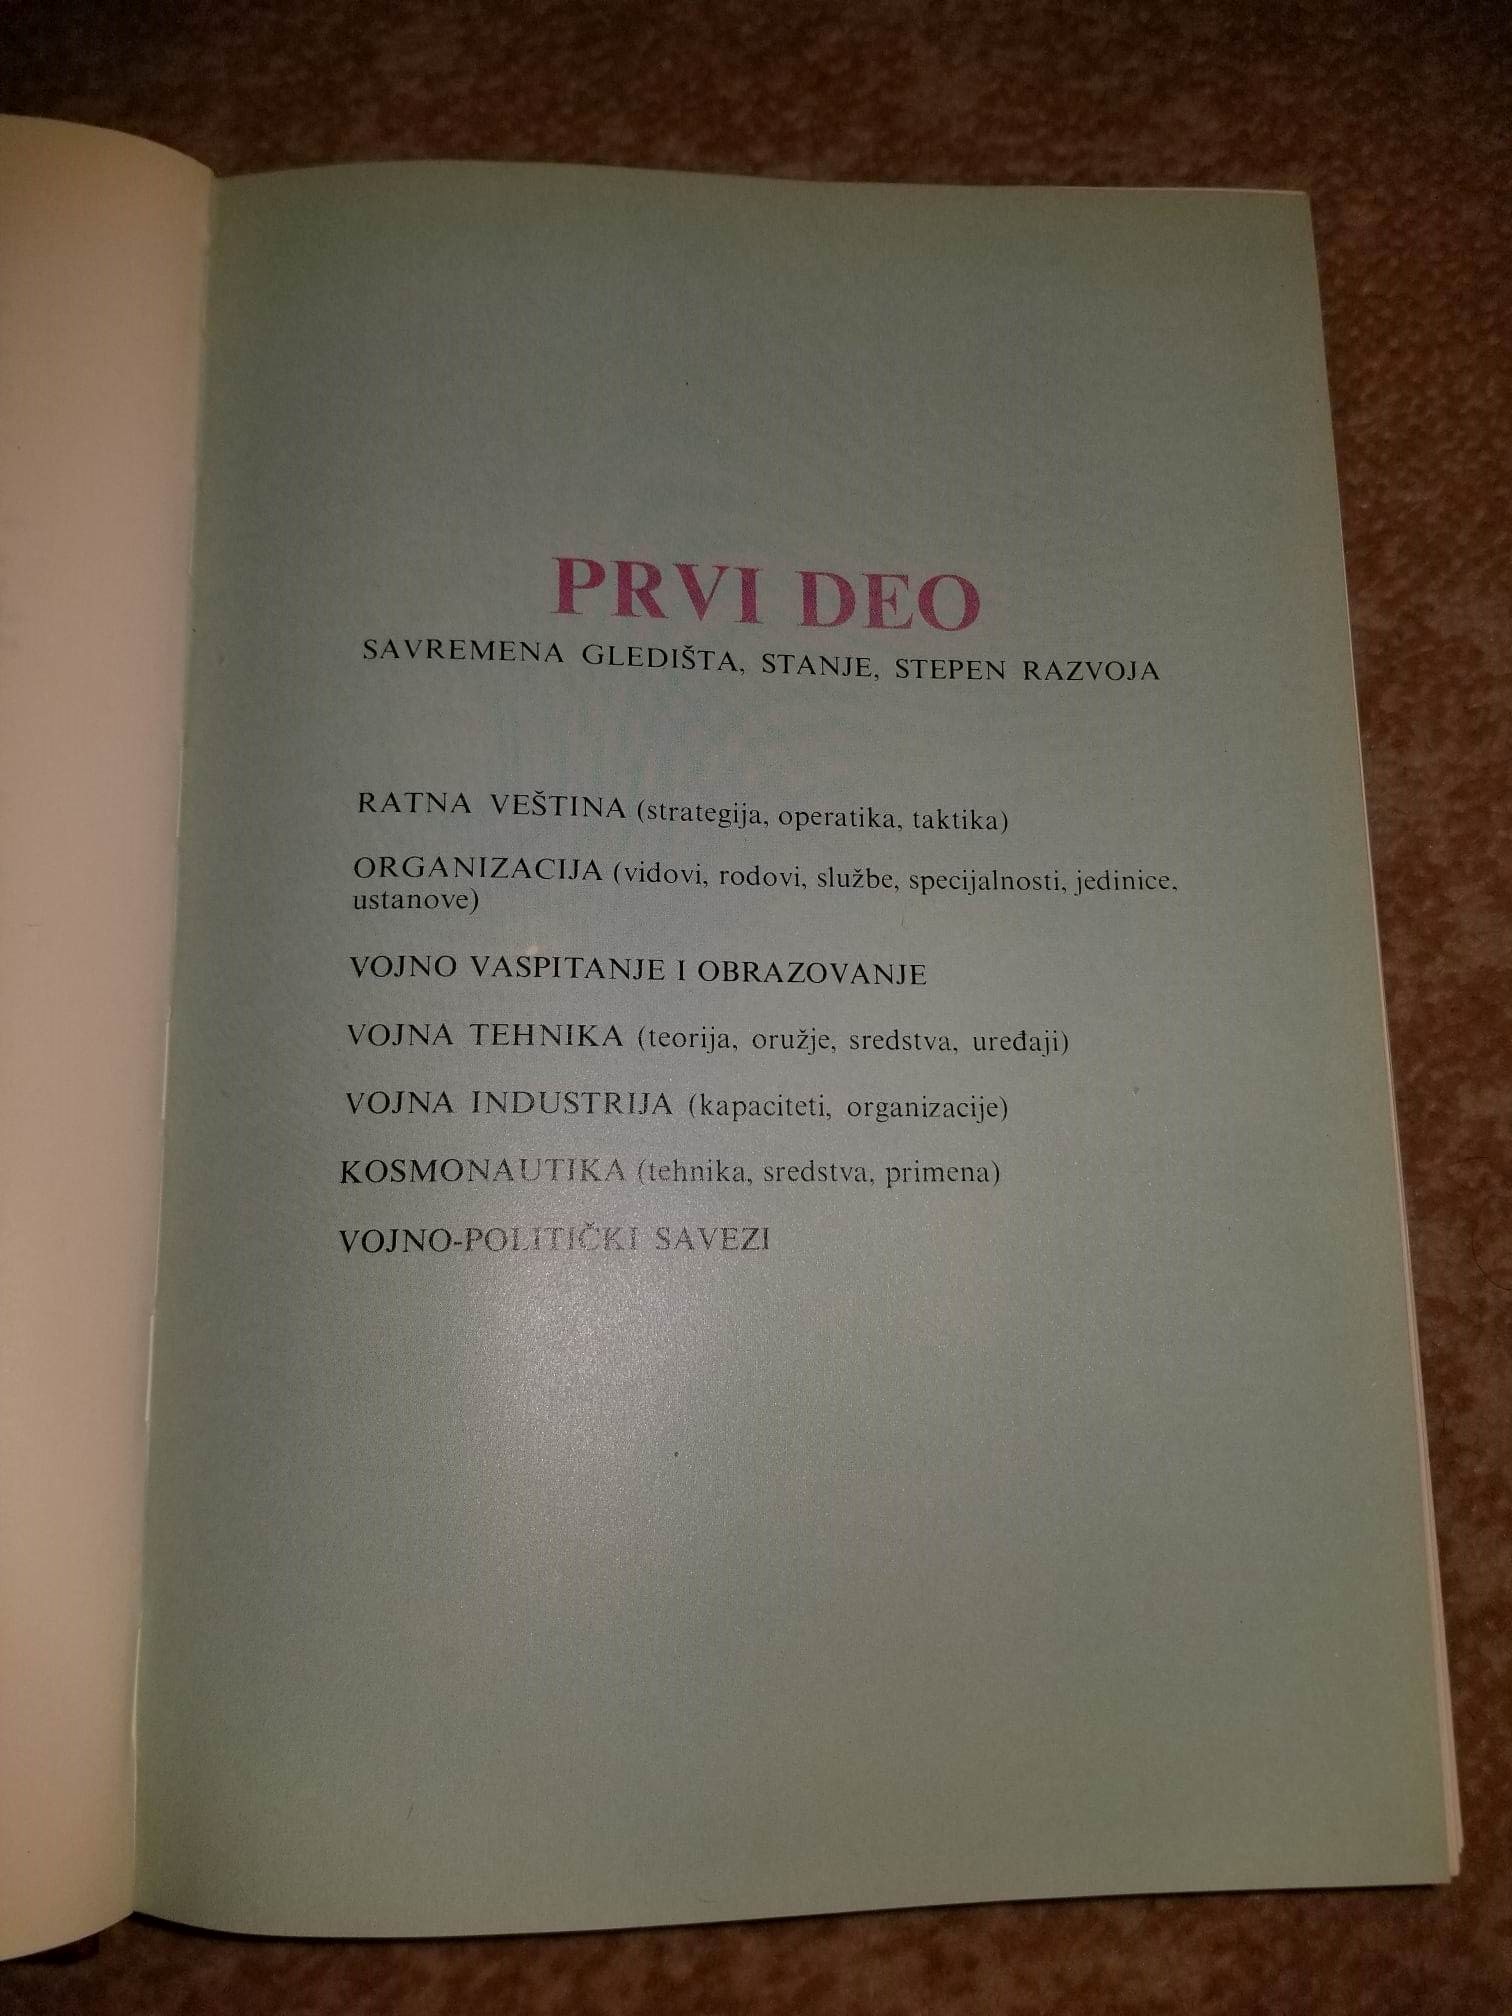 PRVI DEO
SAVREMENA GLEDIŠTA, STANJE, STEPEN RAZVOJA
RATNA VEŠTINA (strategija, operatika, taktika)
ORGANIZACIJA (vidovi, rodovi, službe, specijalnosti, jedinice,
ustanove)
VOJNO VASPITANJE I OBRAZOVANJE
VOJNA TEHNIKA (teorija, oružje, sredstva, uređaji)
VOJNA INDUSTRIJA (kapaciteti, organizacije)
KOSMONAUTIKA (tehnika, sredstva, primena)
VOJNO-POLITIČKI SAVEZI